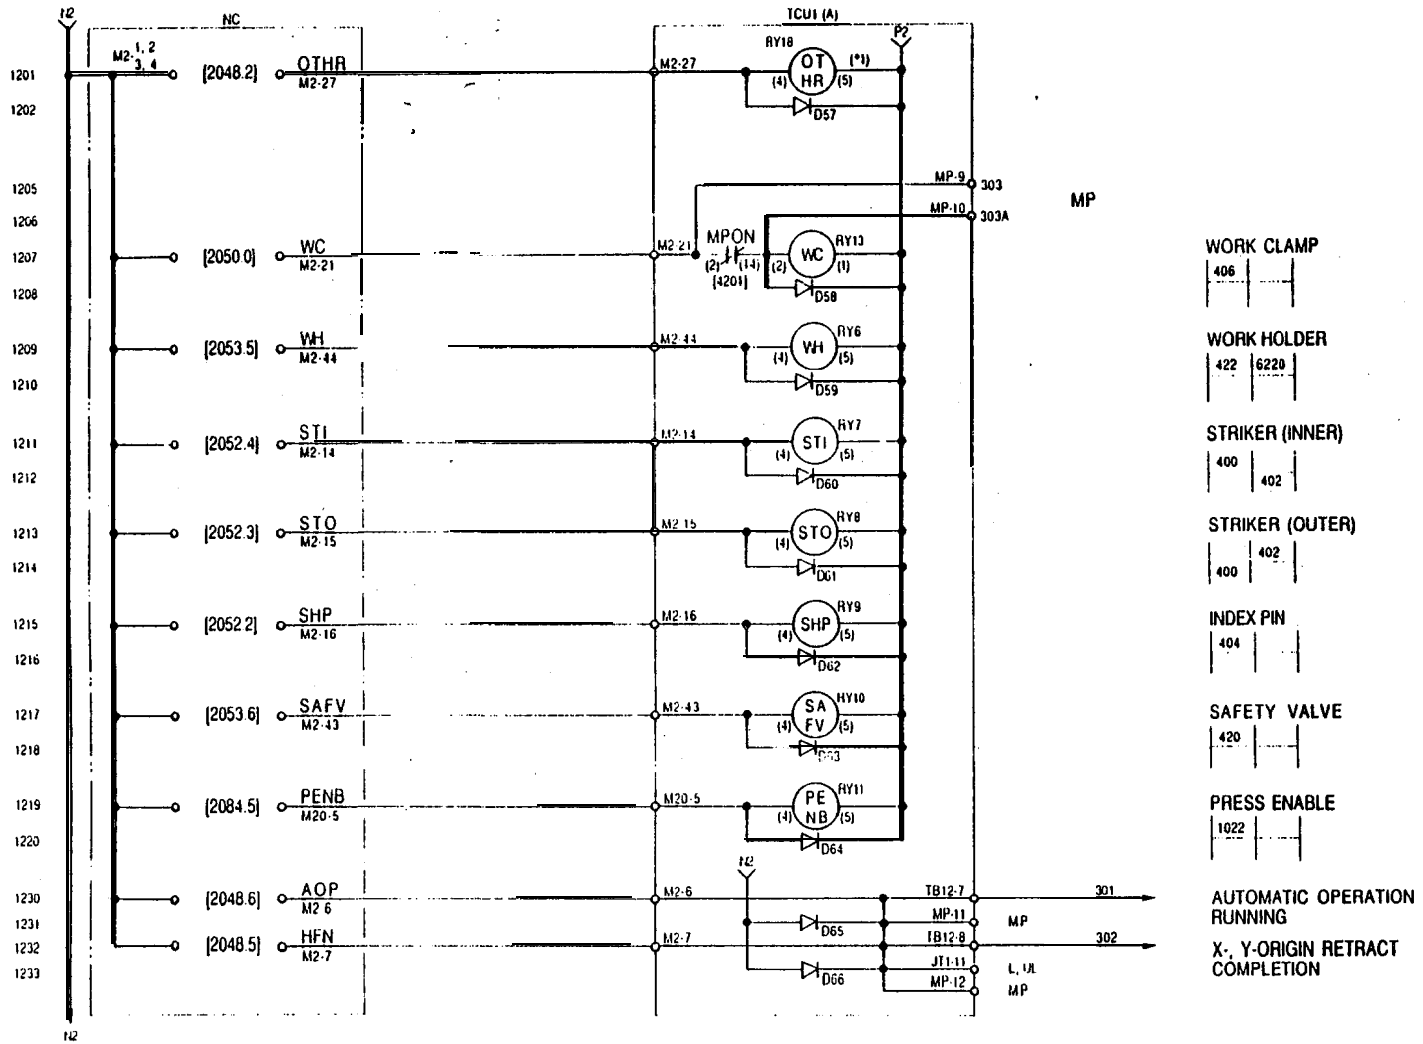 N2
NC
TCU1 (A)
P2
1201
M2-1, 2
3, 4
[2048.2]
OTHR
M2-27
M2-27
RY18
OT
HR
(*1)
(4)
(5)
1202
D57
1205
MP-9
303
MP
1206
MP-10
303A
1207
[2050.0]
WC
M2-21
M2-21
MPON
(2)
(14)
[4201]
(2)
WC
(1)
RY13
WORK CLAMP
406
1208
D58
1209
[2053.5]
WH
M2-44
M2-44
(4)
WH
(5)
RY6
WORK HOLDER
422
6220
1210
D59
1211
[2052.4]
STI
M2-14
M2-14
(4)
STI
(5)
RY7
STRIKER (INNER)
400
402
1212
D60
1213
[2052.3]
STO
M2-15
M2-15
(4)
STO
(5)
RY8
STRIKER (OUTER)
402
400
1214
D61
1215
[2052.2]
SHP
M2-16
M2-16
(4)
SHP
(5)
RY9
INDEX PIN
404
1216
D62
1217
[2053.6]
SAFV
M2-43
M2-43
(4)
SA
FV
(5)
RY10
SAFETY VALVE
420
1218
D63
1219
[2084.5]
PENB
M20-5
M20-5
(4)
PE
NB
(5)
RY11
PRESS ENABLE
1022
1220
D64
N2
1230
[2048.6]
AOP
M2-6
M2-6
TB12-7
301
AUTOMATIC OPERATION
RUNNING
1231
D65
MP-11
MP
1232
[2048.5]
HFN
M2-7
M2-7
TB12-8
302
X-, Y-ORIGIN RETRACT
COMPLETION
1233
D66
JT1-11
L, UL
MP-12
MP
N2